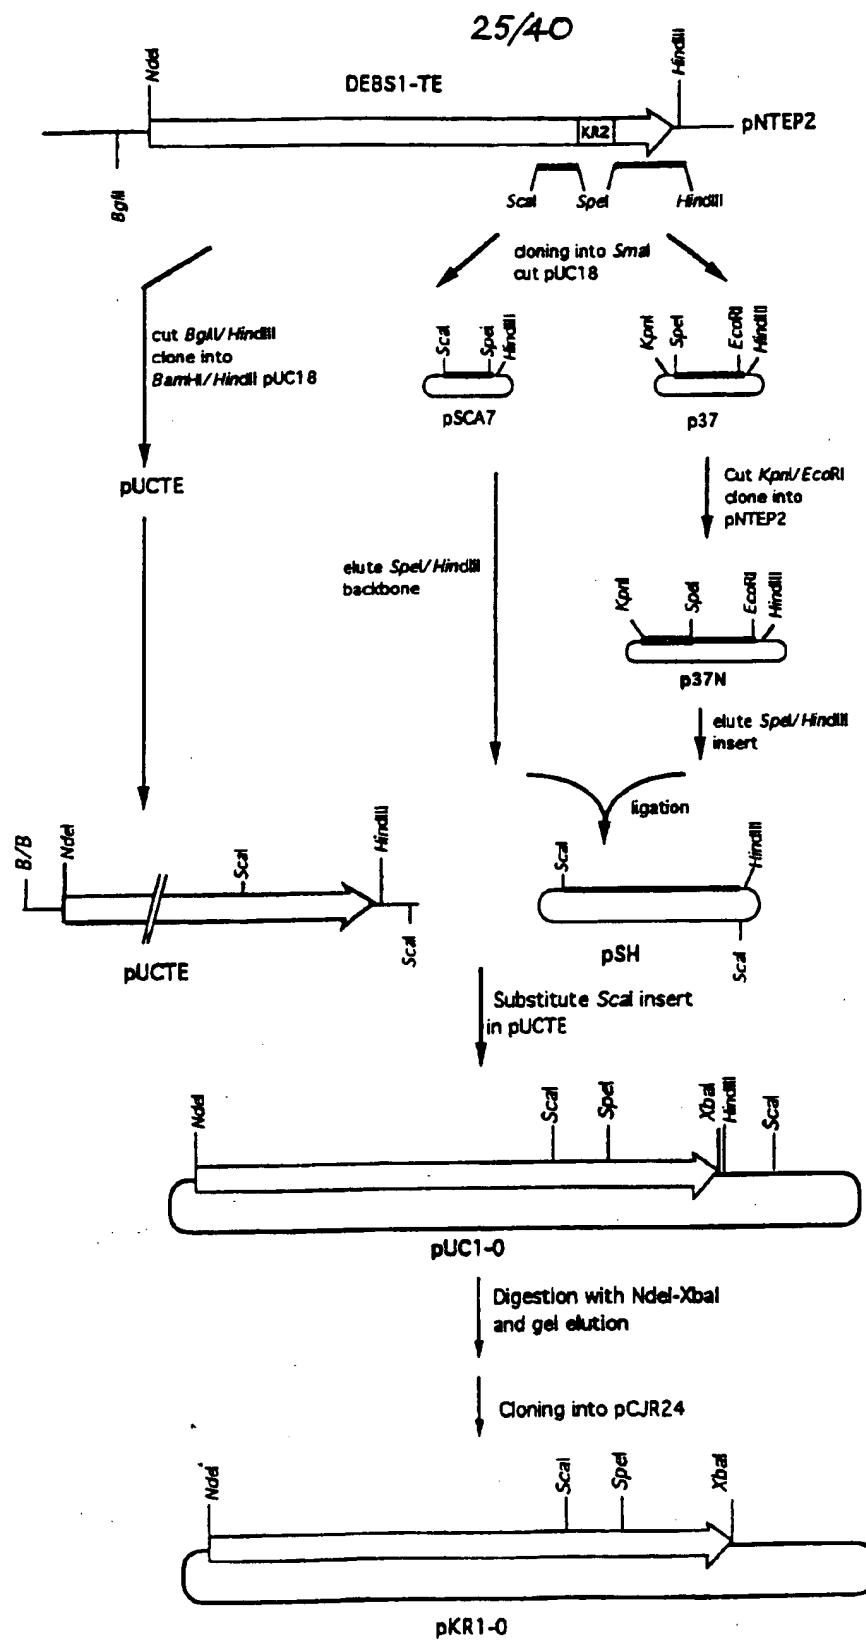 25/40
NdeI
HindIII
DEBS1-TE
KR2
pNTEP2
BglII
ScaI
SpeI
HindIII
cloning into SmaI
cut pUC18
cut BglII/HindIII
clone into
BamHI/HindII pUC18
ScaI
SpeI
HindIII
pSCA7
KpnI
SpeI
EcoRI
HindIII
p37
pUCTE
Cut KpnI/EcoRI
clone into
pNTEP2
elute SpeI/HindIII
backbone
KpnI
SpeI
EcoRI
HindIII
p37N
elute SpeI/HindIII
insert
ligation
B/B
NdeI
ScaI
HindIII
ScaI
pUCTE
ScaI
HindIII
pSH
ScaI
Substitute ScaI insert
in pUCTE
NdeI
ScaI
SpeI
XbaI
HindIII
ScaI
pUC1-0
Digestion with NdeI-XbaI
and gel elution
Cloning into pCJR24
NdeI
ScaI
SpeI
XbaI
pKR1-0